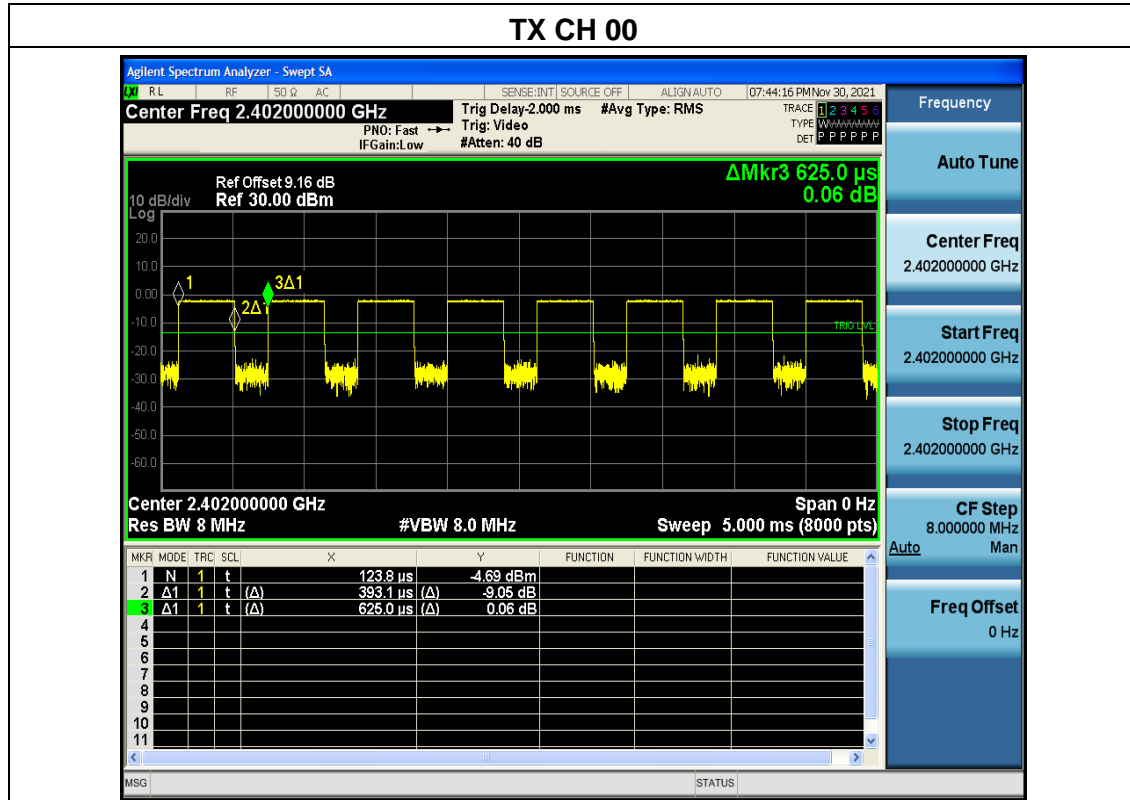 TX CH 00
Agilent Spectrum Analyzer - Swept SA
LXI RL RF 50 Ω AC SENSE:INT SOURCE OFF ALIGN AUTO 07:44:16 PM Nov 30, 2021
Center Freq 2.402000000 GHz
PNO: Fast
IFGain:Low
Trig Delay-2.000 ms #Avg Type: RMS
Trig: Video
#Atten: 40 dB
TRACE 1 2 3 4 5 6
TYPE WWWWWW
DET P P P P P P
ΔMkr3 625.0 µs
0.06 dB
Ref Offset 9.16 dB
10 dB/div Ref 30.00 dBm
Log
20.0
10.0
0.00
-10.0
-20.0
-30.0
-40.0
-50.0
-60.0
1
2Δ1
3Δ1
TRIG LVL
Center 2.402000000 GHz Span 0 Hz
Res BW 8 MHz #VBW 8.0 MHz Sweep 5.000 ms (8000 pts)
MKR MODE TRC SCL X Y FUNCTION FUNCTION WIDTH FUNCTION VALUE
1 N 1 t 123.8 µs -4.69 dBm
2 Δ1 1 t (Δ) 393.1 µs (Δ) -9.05 dB
3 Δ1 1 t (Δ) 625.0 µs (Δ) 0.06 dB
4
5
6
7
8
9
10
11
MSG STATUS
Frequency
Auto Tune
Center Freq
2.402000000 GHz
Start Freq
2.402000000 GHz
Stop Freq
2.402000000 GHz
CF Step
8.000000 MHz
Auto Man
Freq Offset
0 Hz